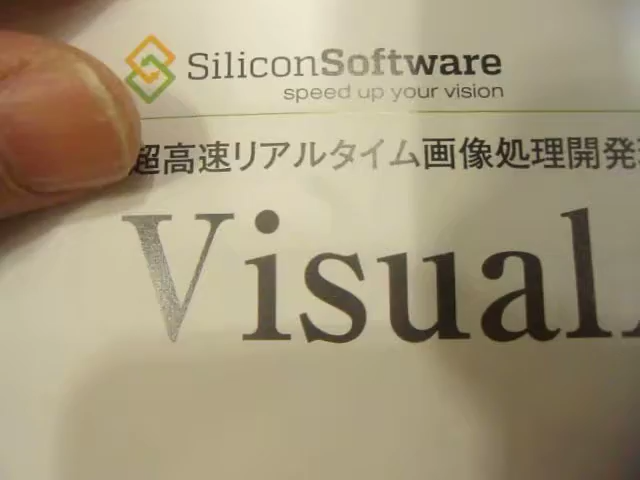 SiliconSoftware
speed up your vision
超高速リアルタイム画像処理開発
Visual